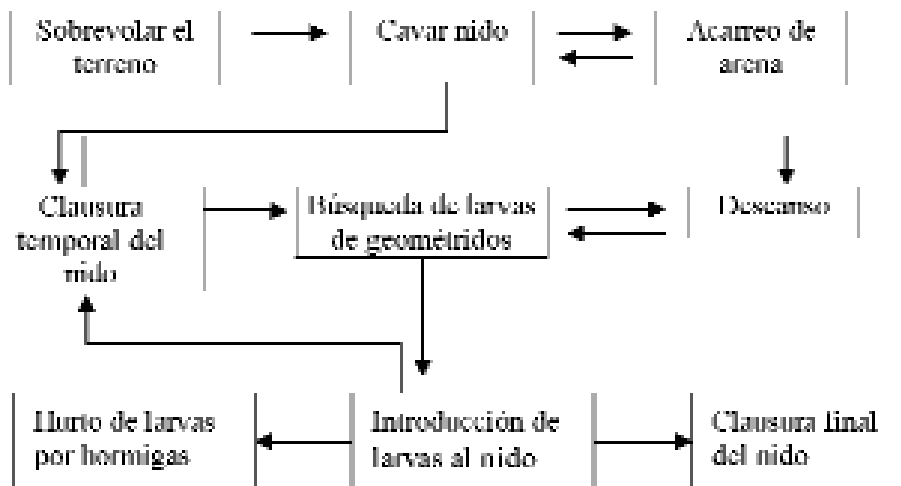 Sobrevolar el
terreno
Cavar nido
Acarreo de
arena
Clausura
temporal del
nido
Búsqueda de larvas
de geométridos
Descanso
Hurto de larvas
por hormigas
Introducción de
larvas al nido
Clausura final
del nido